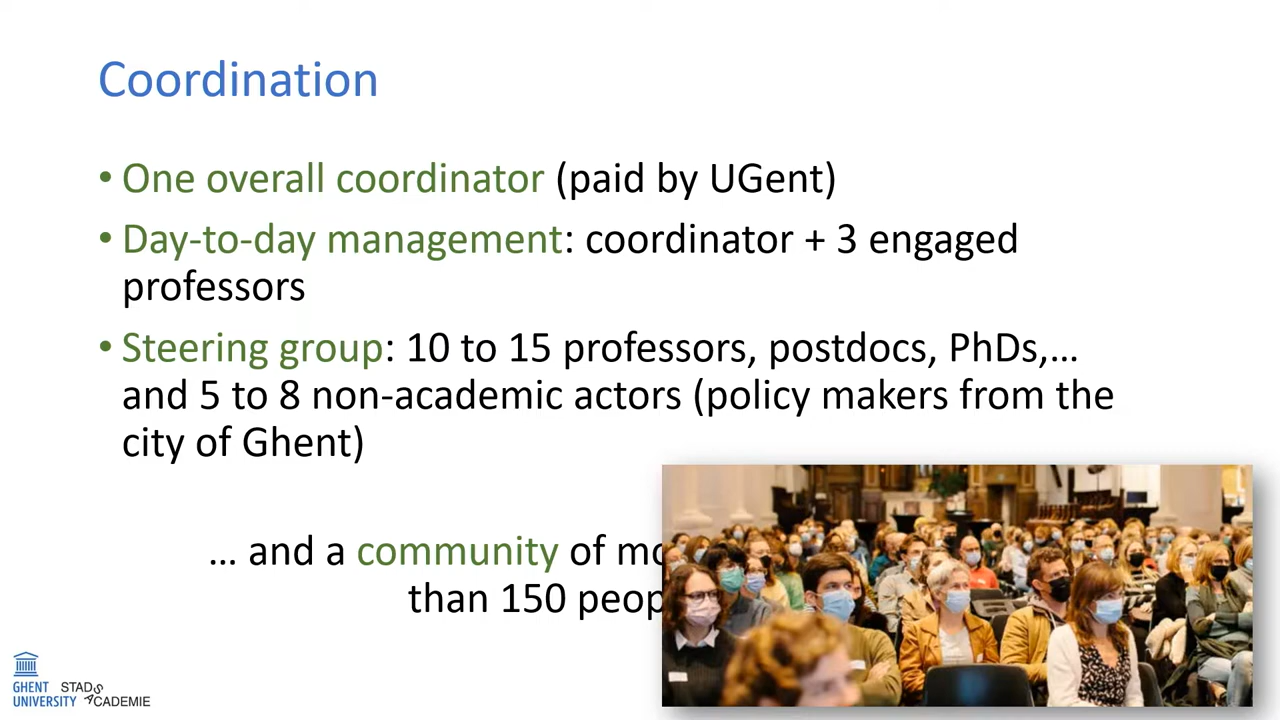 Coordination
• One overall coordinator (paid by UGent)
• Day-to-day management: coordinator + 3 engaged
professors
• Steering group: 10 to 15 professors, postdocs, PhDs,...
and 5 to 8 non-academic actors (policy makers from the
city of Ghent)
... and a community of
than 150
GHENT
UNIVERSITY
STADS
ACADEMIE